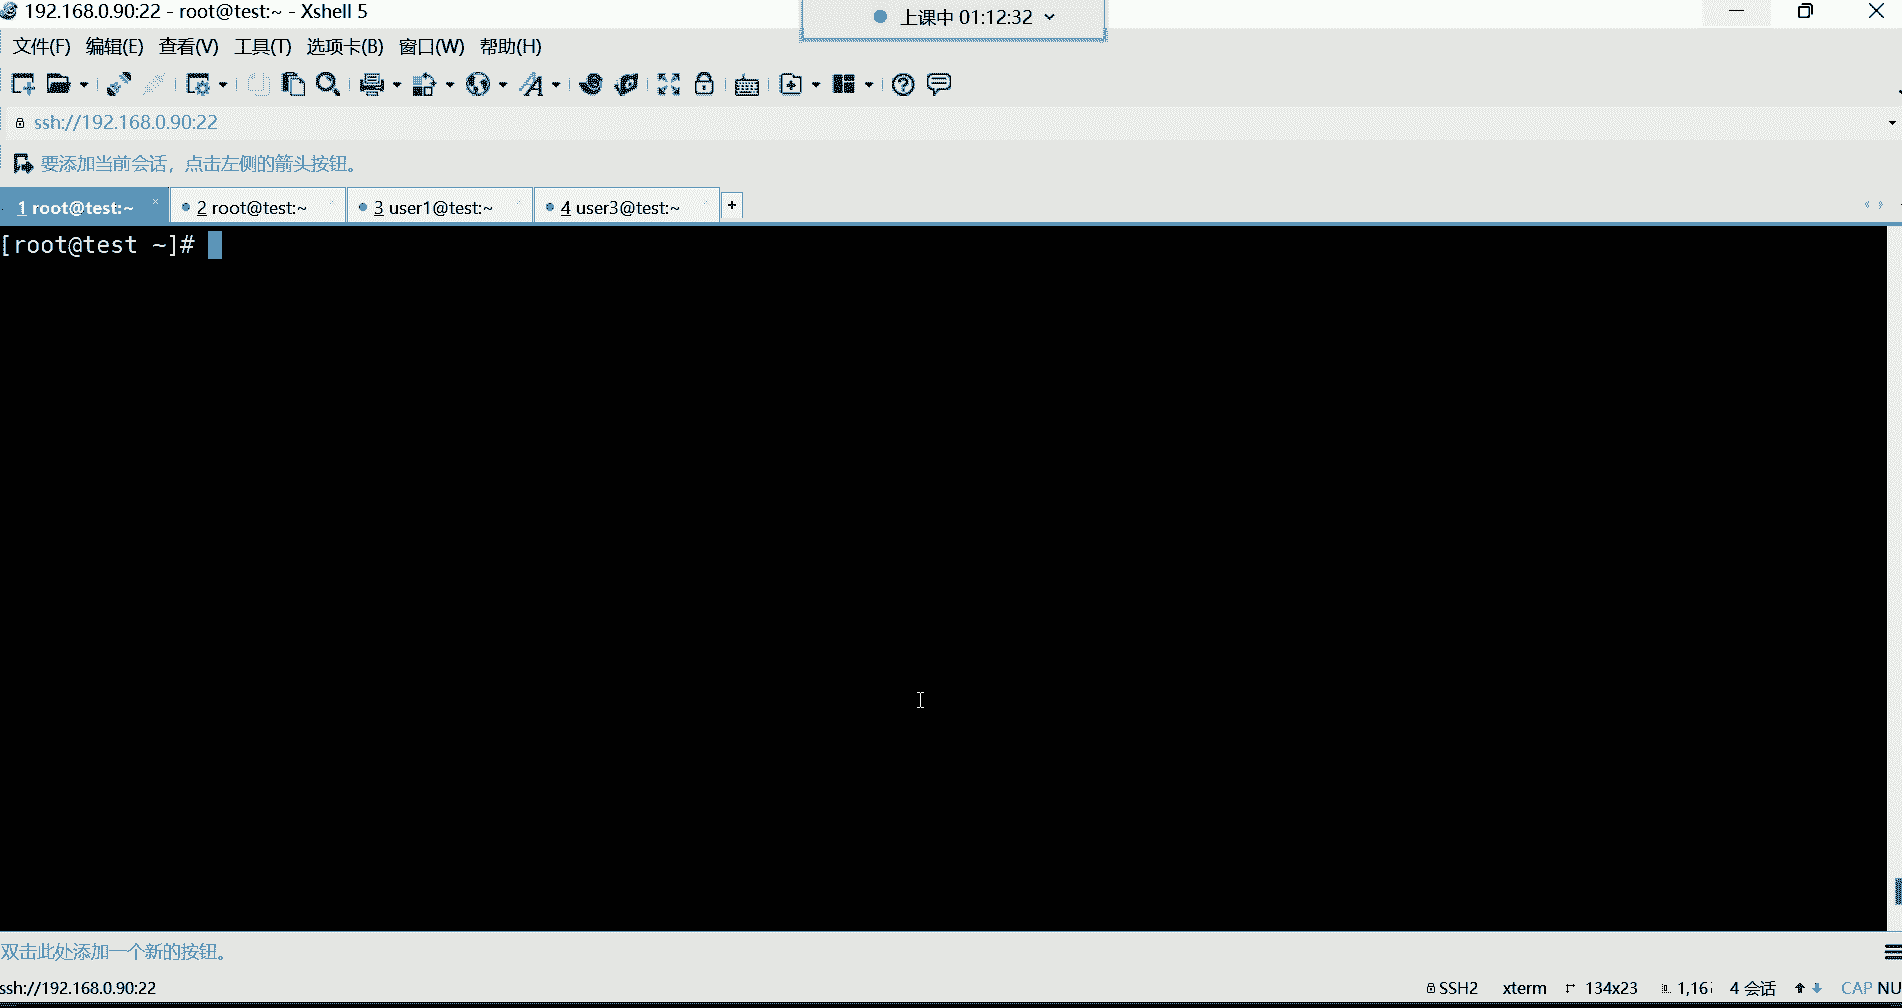 192.168.0.90:22 - root@test:~ - Xshell 5
上课中 01:12:32
文件(F) 编辑(E) 查看(V) 工具(T) 选项卡(B) 窗口(W) 帮助(H)
ssh://192.168.0.90:22
要添加当前会话，点击左侧的箭头按钮。
1 root@test:~ 2 root@test:~ 3 user1@test:~ 4 user3@test:~ +
[root@test ~]#
双击此处添加一个新的按钮。
ssh://192.168.0.90:22 SSH2 xterm 134x23 1,16 4 会话 CAP NU